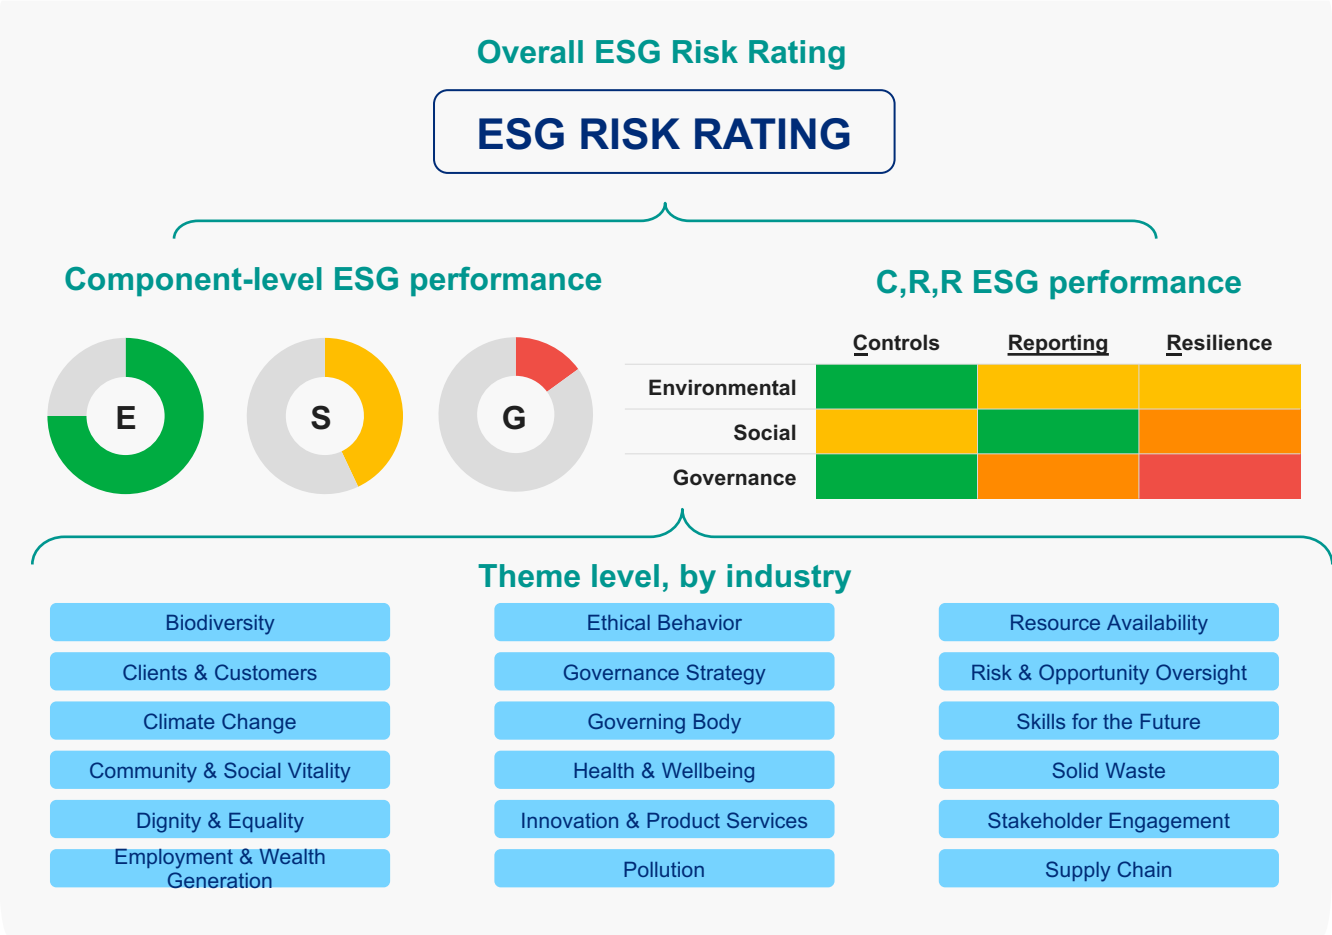 Overall ESG Risk Rating
ESG RISK RATING
Component-level ESG performance
E
S
G
C,R,R ESG performance
Controls Reporting Resilience
Environmental
Social
Governance
Theme level, by industry
Biodiversity
Clients & Customers
Climate Change
Community & Social Vitality
Dignity & Equality
Employment & Wealth
Generation
Ethical Behavior
Governance Strategy
Governing Body
Health & Wellbeing
Innovation & Product Services
Pollution
Resource Availability
Risk & Opportunity Oversight
Skills for the Future
Solid Waste
Stakeholder Engagement
Supply Chain